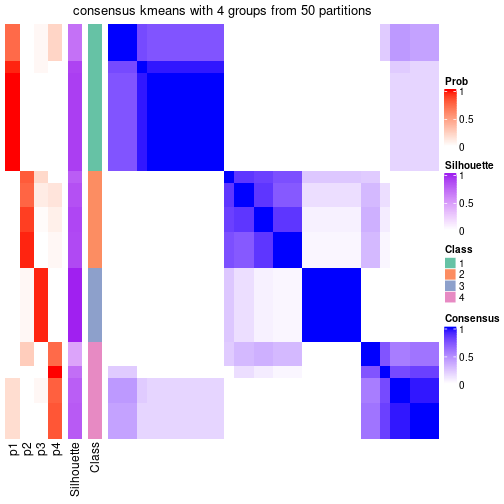 consensus kmeans with 4 groups from 50 partitions
Prob
1
0.5
0
Silhouette
1
0.5
0
Class
1
2
3
4
Consensus
1
0.5
0
p1
p2
p3
p4
Silhouette
Class